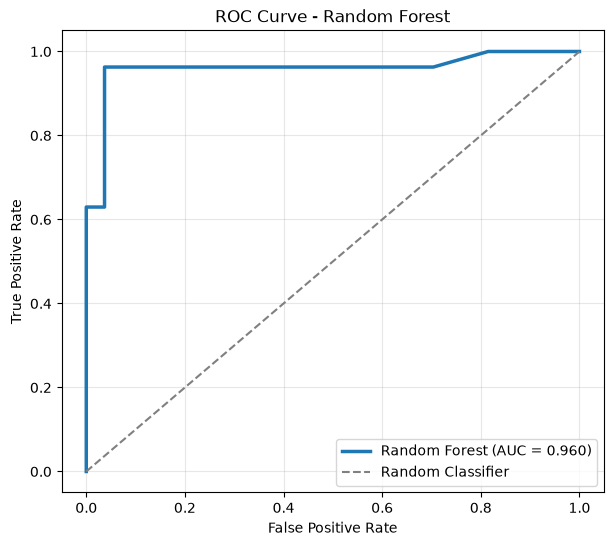 ROC Curve - Random Forest
1.0
0.8
0.6
0.4
0.2
0.0
True Positive Rate
0.0 0.2 0.4 0.6 0.8 1.0
False Positive Rate
Random Forest (AUC = 0.960)
Random Classifier